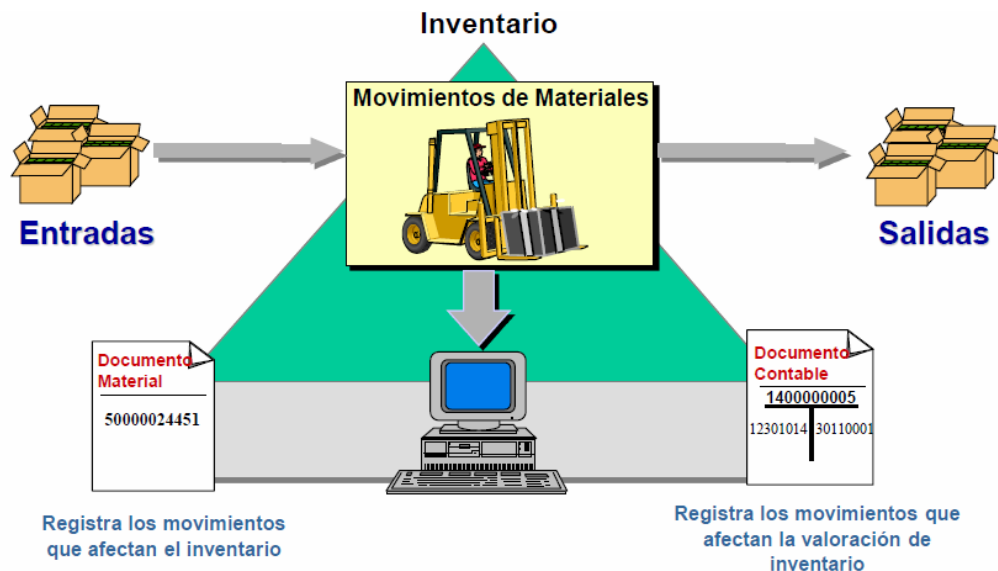 Inventario
Movimientos de Materiales
Entradas
Salidas
Documento
Material
50000024451
Documento
Contable
1400000005
12301014 30110001
Registra los movimientos
que afectan el inventario
Registra los movimientos que
afectan la valoración de
inventario